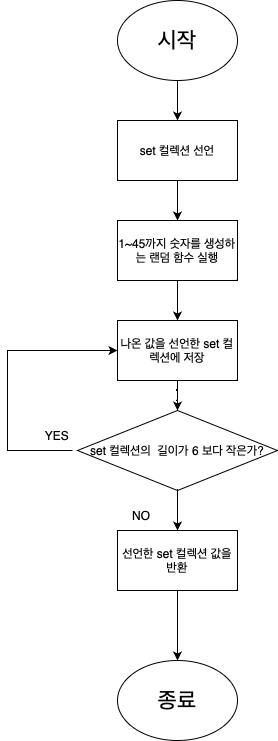 시작
set 컬렉션 선언
1~45까지 숫자를 생성하
는 랜덤 함수 실행
나온 값을 선언한 set 컬
렉션에 저장
YES
set 컬렉션의 길이가 6 보다 작은가?
NO
선언한 set 컬렉션 값을
반환
종료